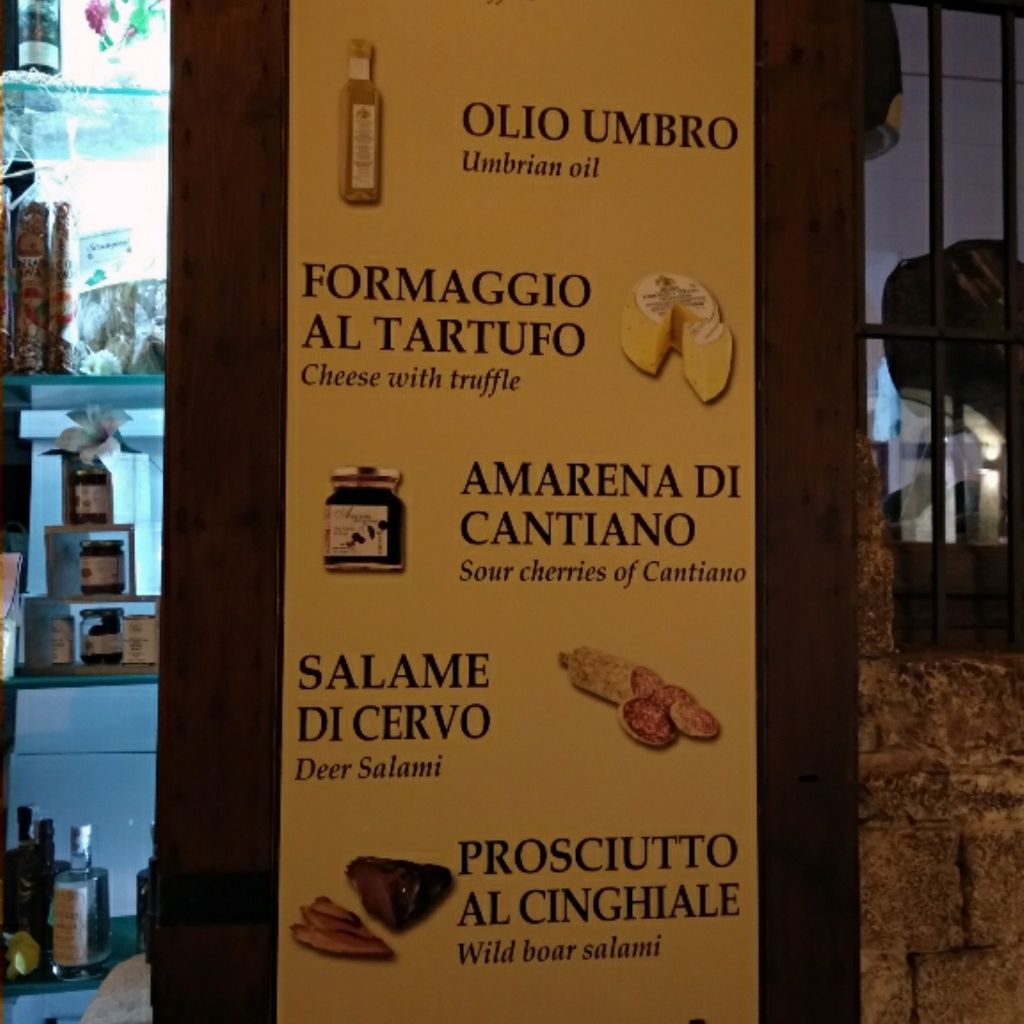 OLIO UMBRO
Umbrian oil
FORMAGGIO
AL TARTUFO
Cheese with truffle
AMARENA DI
CANTIANO
Sour cherries of Cantiano
SALAME
DI CERVO
Deer Salami
PROSCIUTTO
AL CINGHIALE
Wild boar salami